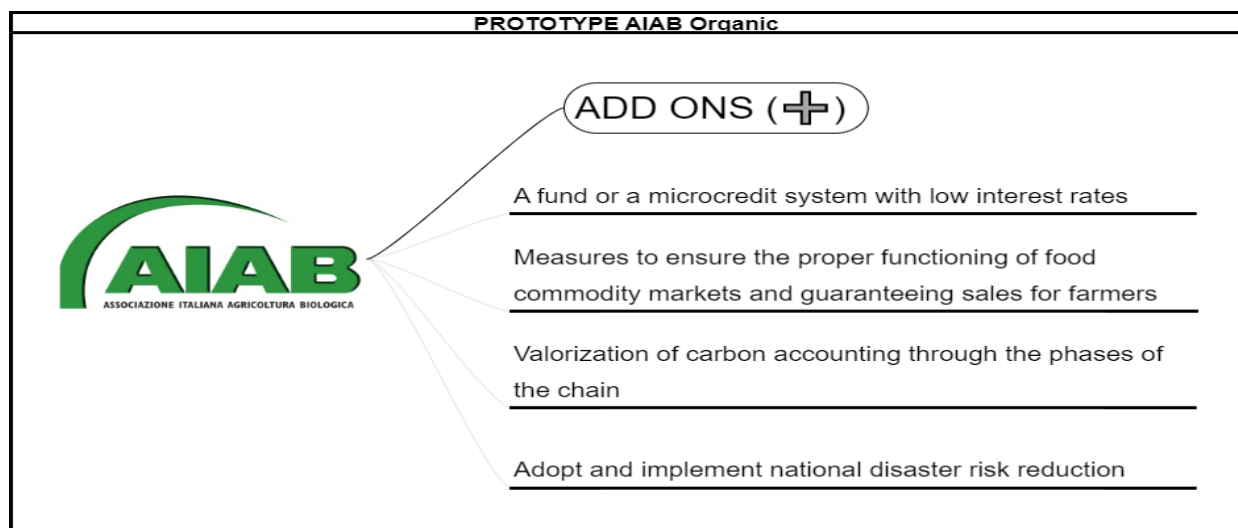 PROTOTYPE AIAB Organic
ADD ONS (+)
A fund or a microcredit system with low interest rates
Measures to ensure the proper functioning of food
commodity markets and guaranteeing sales for farmers
AIAB
ASSOCIAZIONE ITALIANA AGRICOLTURA BIOLOGICA
Valorization of carbon accounting through the phases of
the chain
Adopt and implement national disaster risk reduction